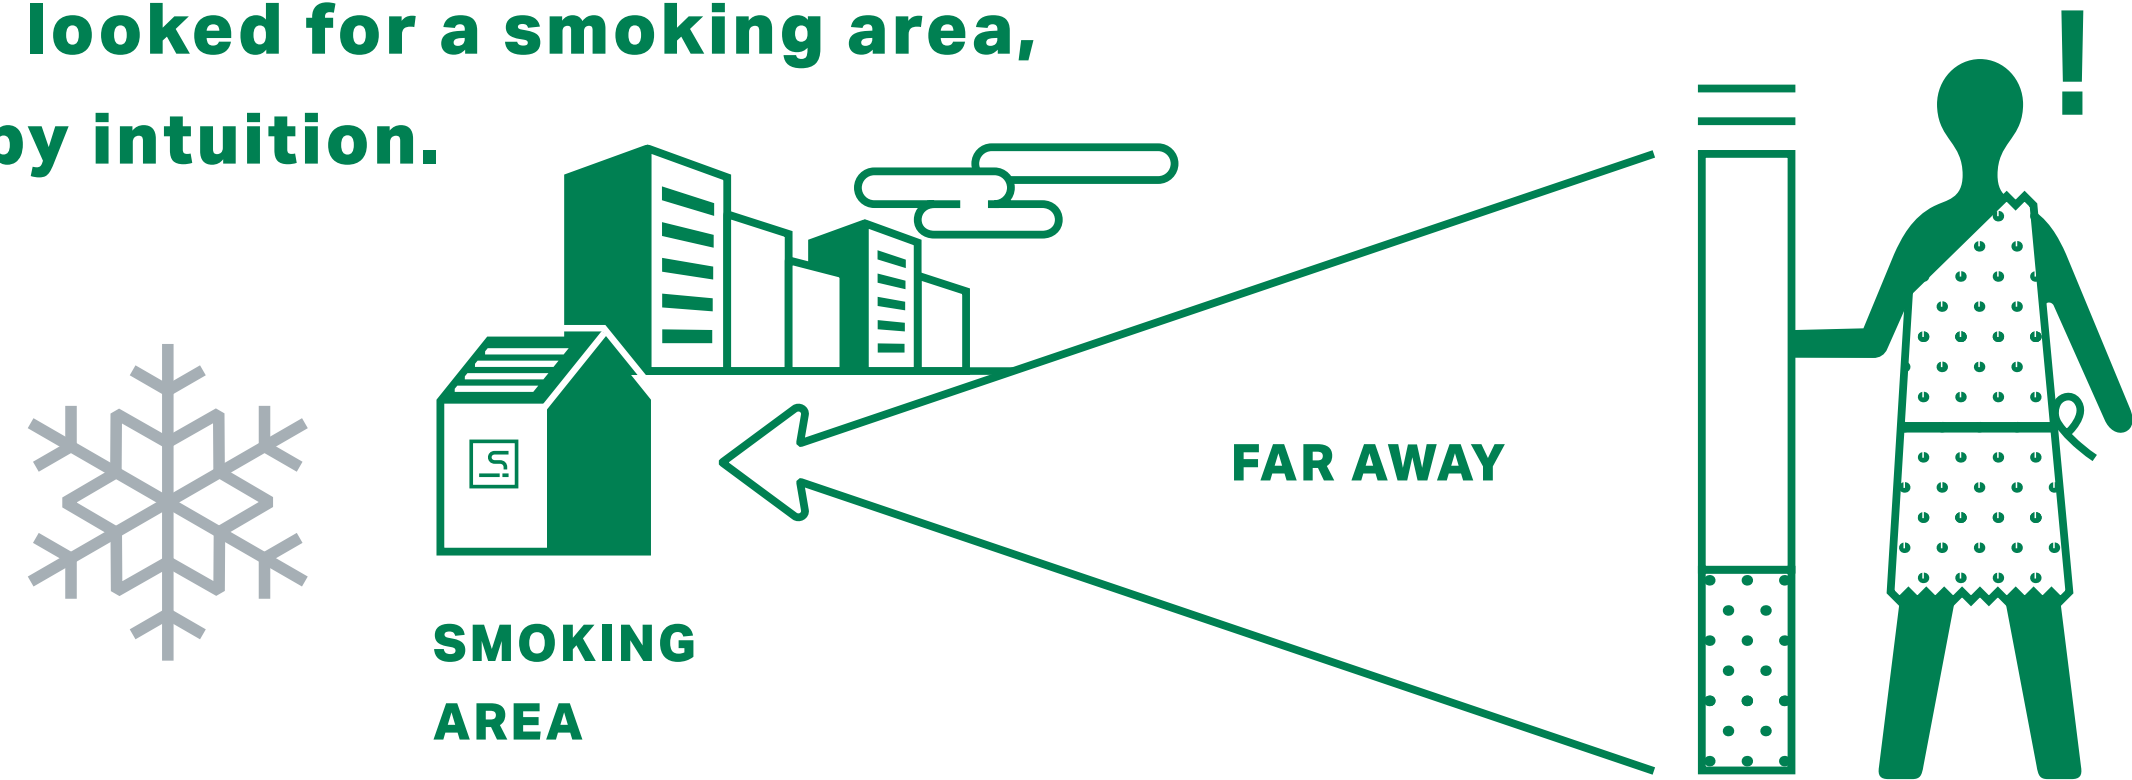 looked for a smoking area,
by intuition.
!
FAR AWAY
SMOKING
AREA